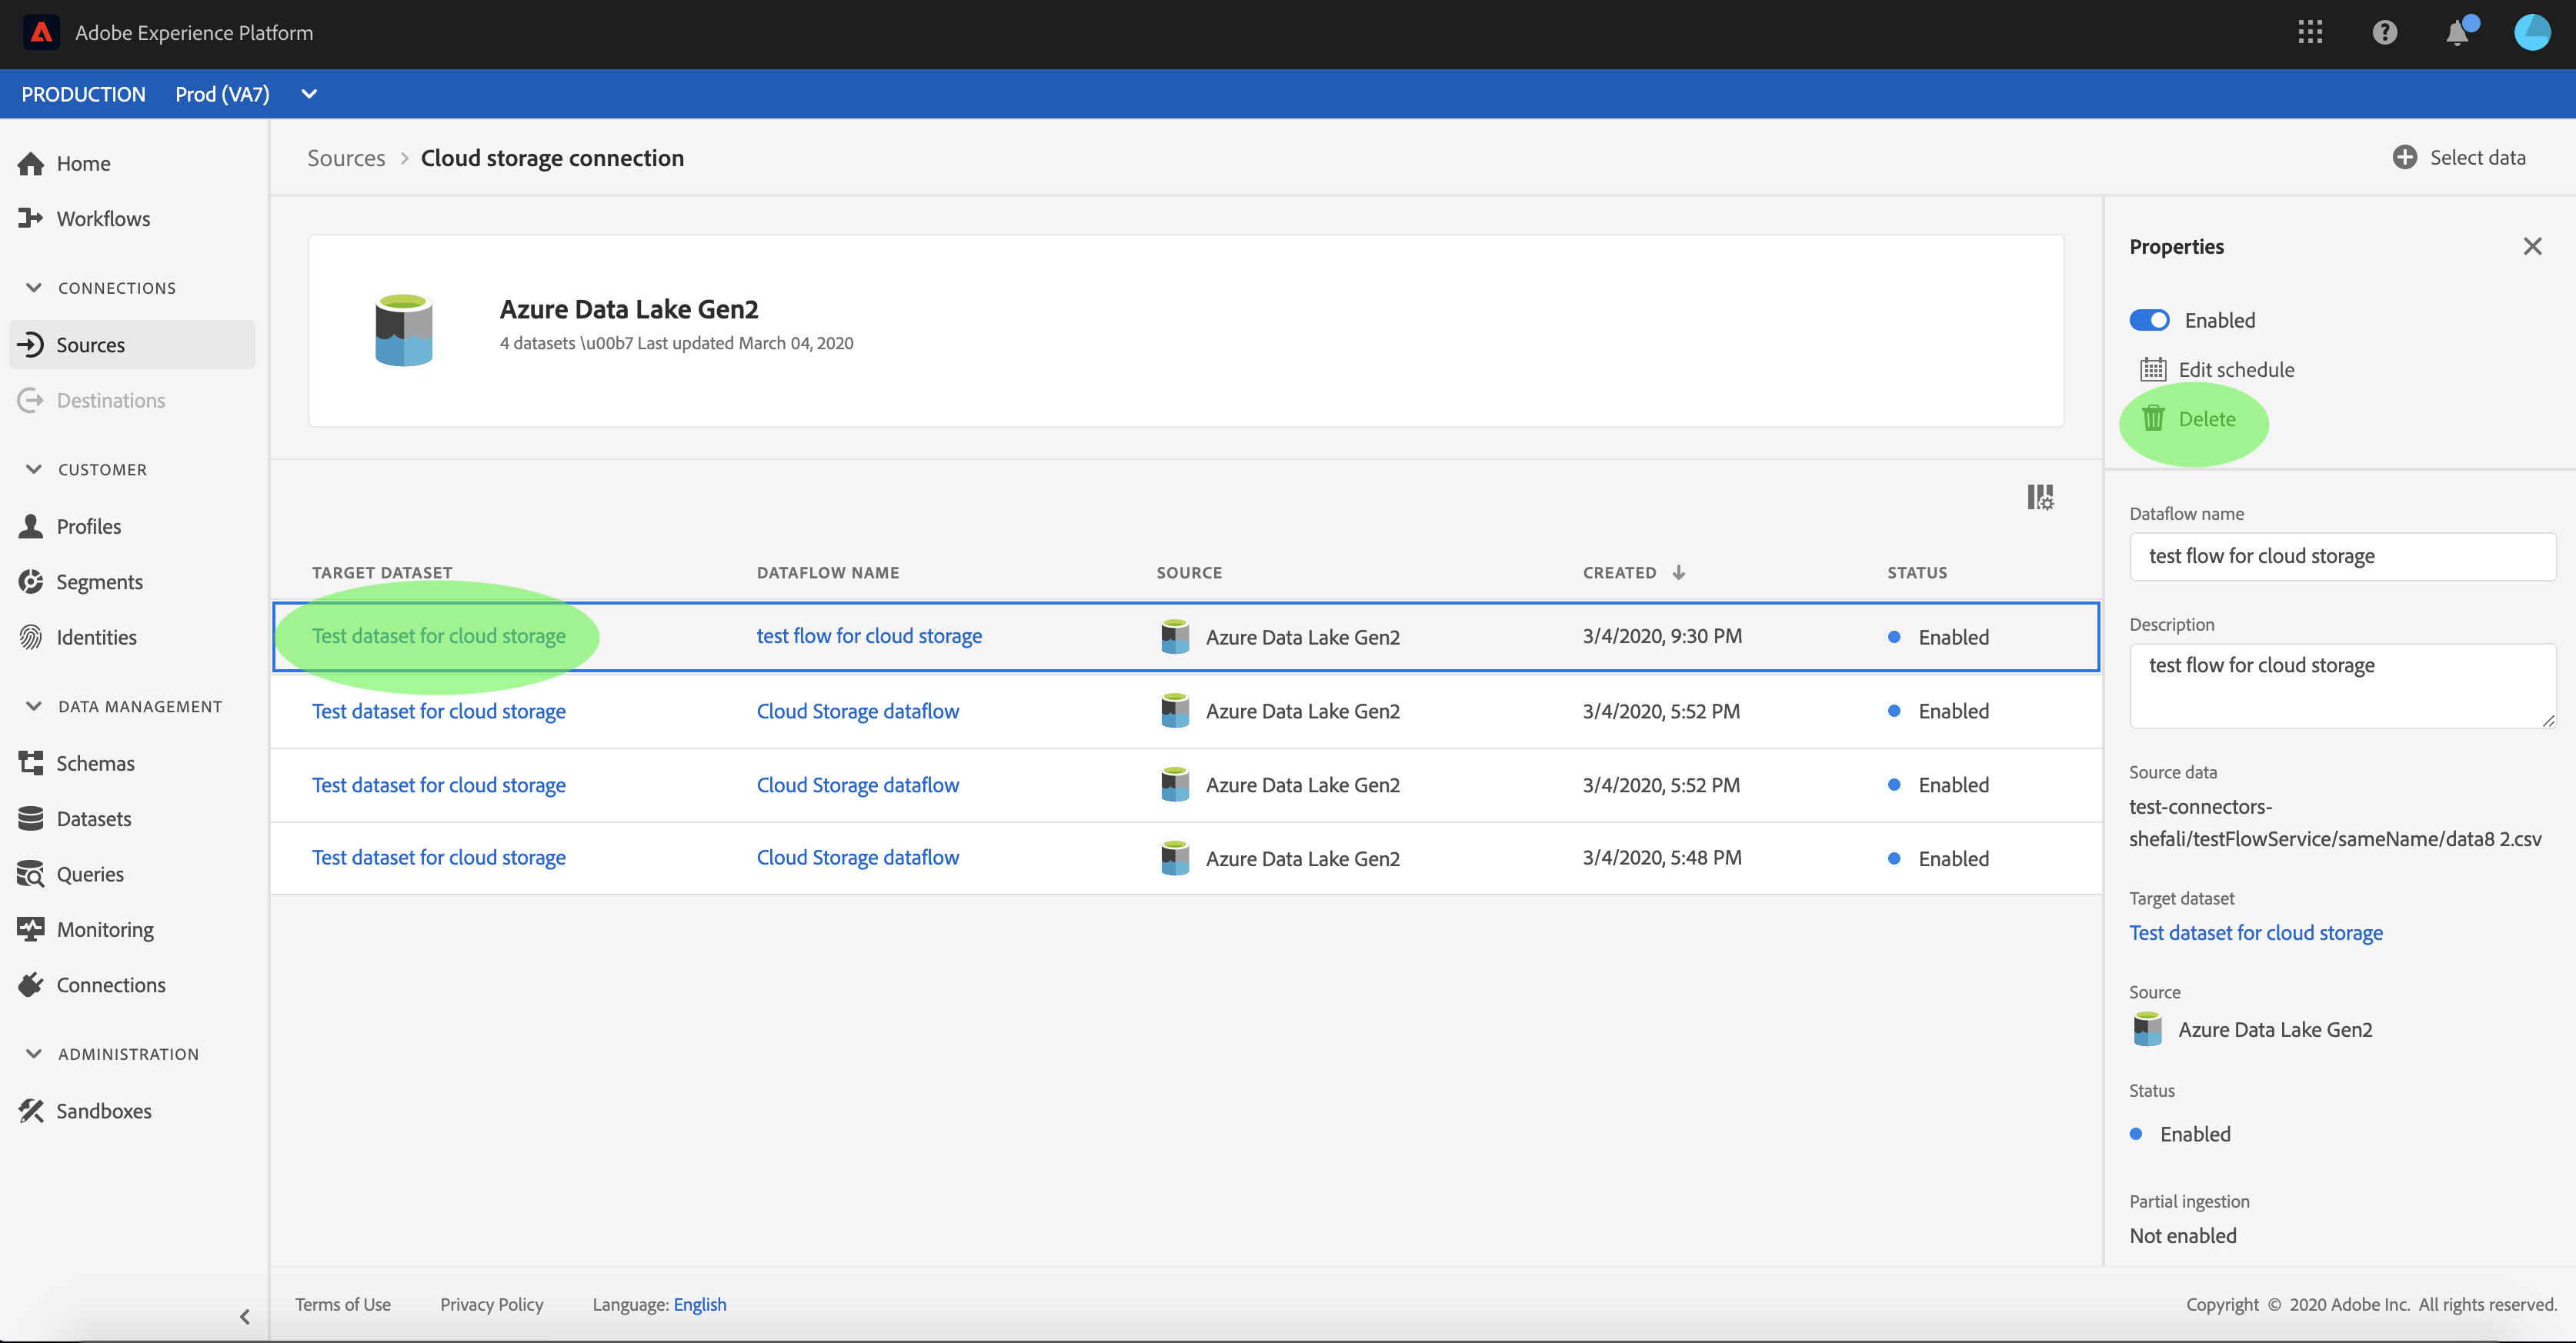 Adobe Experience Platform
PRODUCTION Prod (VA7)
Home
Workflows
CONNECTIONS
Sources
Destinations
CUSTOMER
Profiles
Segments
Identities
DATA MANAGEMENT
Schemas
Datasets
Queries
Monitoring
Connections
ADMINISTRATION
Sandboxes
Sources > Cloud storage connection
Select data
Azure Data Lake Gen2
4 datasets \u00b7 Last updated March 04, 2020
TARGET DATASET DATAFLOW NAME SOURCE CREATED STATUS
Test dataset for cloud storage test flow for cloud storage Azure Data Lake Gen2 3/4/2020, 9:30 PM Enabled
Test dataset for cloud storage Cloud Storage dataflow Azure Data Lake Gen2 3/4/2020, 5:52 PM Enabled
Test dataset for cloud storage Cloud Storage dataflow Azure Data Lake Gen2 3/4/2020, 5:52 PM Enabled
Test dataset for cloud storage Cloud Storage dataflow Azure Data Lake Gen2 3/4/2020, 5:48 PM Enabled
Properties
Enabled
Edit schedule
Delete
Dataflow name
test flow for cloud storage
Description
test flow for cloud storage
Source data
test-connectors-
shefali/testFlowService/sameName/data8 2.csv
Target dataset
Test dataset for cloud storage
Source
Azure Data Lake Gen2
Status
Enabled
Partial ingestion
Not enabled
Terms of Use Privacy Policy Language: English
Copyright © 2020 Adobe Inc. All rights reserved.